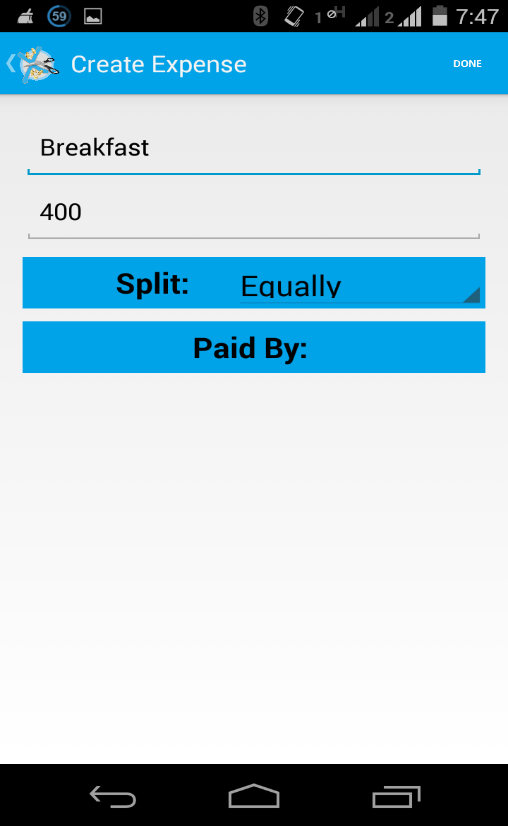 59 1 H 2 7:47
Create Expense DONE
Breakfast
400
Split: Equally
Paid By: